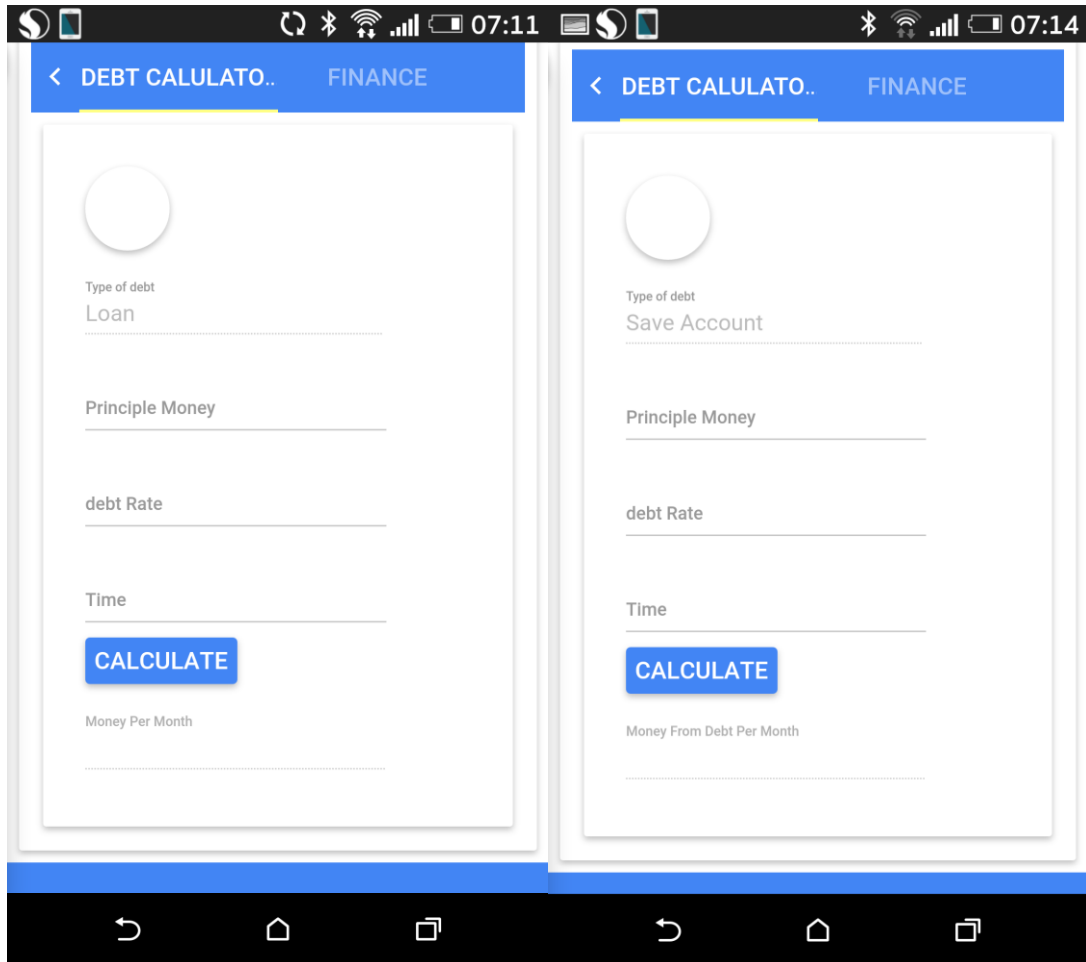 07:11
DEBT CALULATO..
FINANCE
Type of debt
Loan
Principle Money
debt Rate
Time
CALCULATE
Money Per Month
07:14
DEBT CALULATO..
FINANCE
Type of debt
Save Account
Principle Money
debt Rate
Time
CALCULATE
Money From Debt Per Month